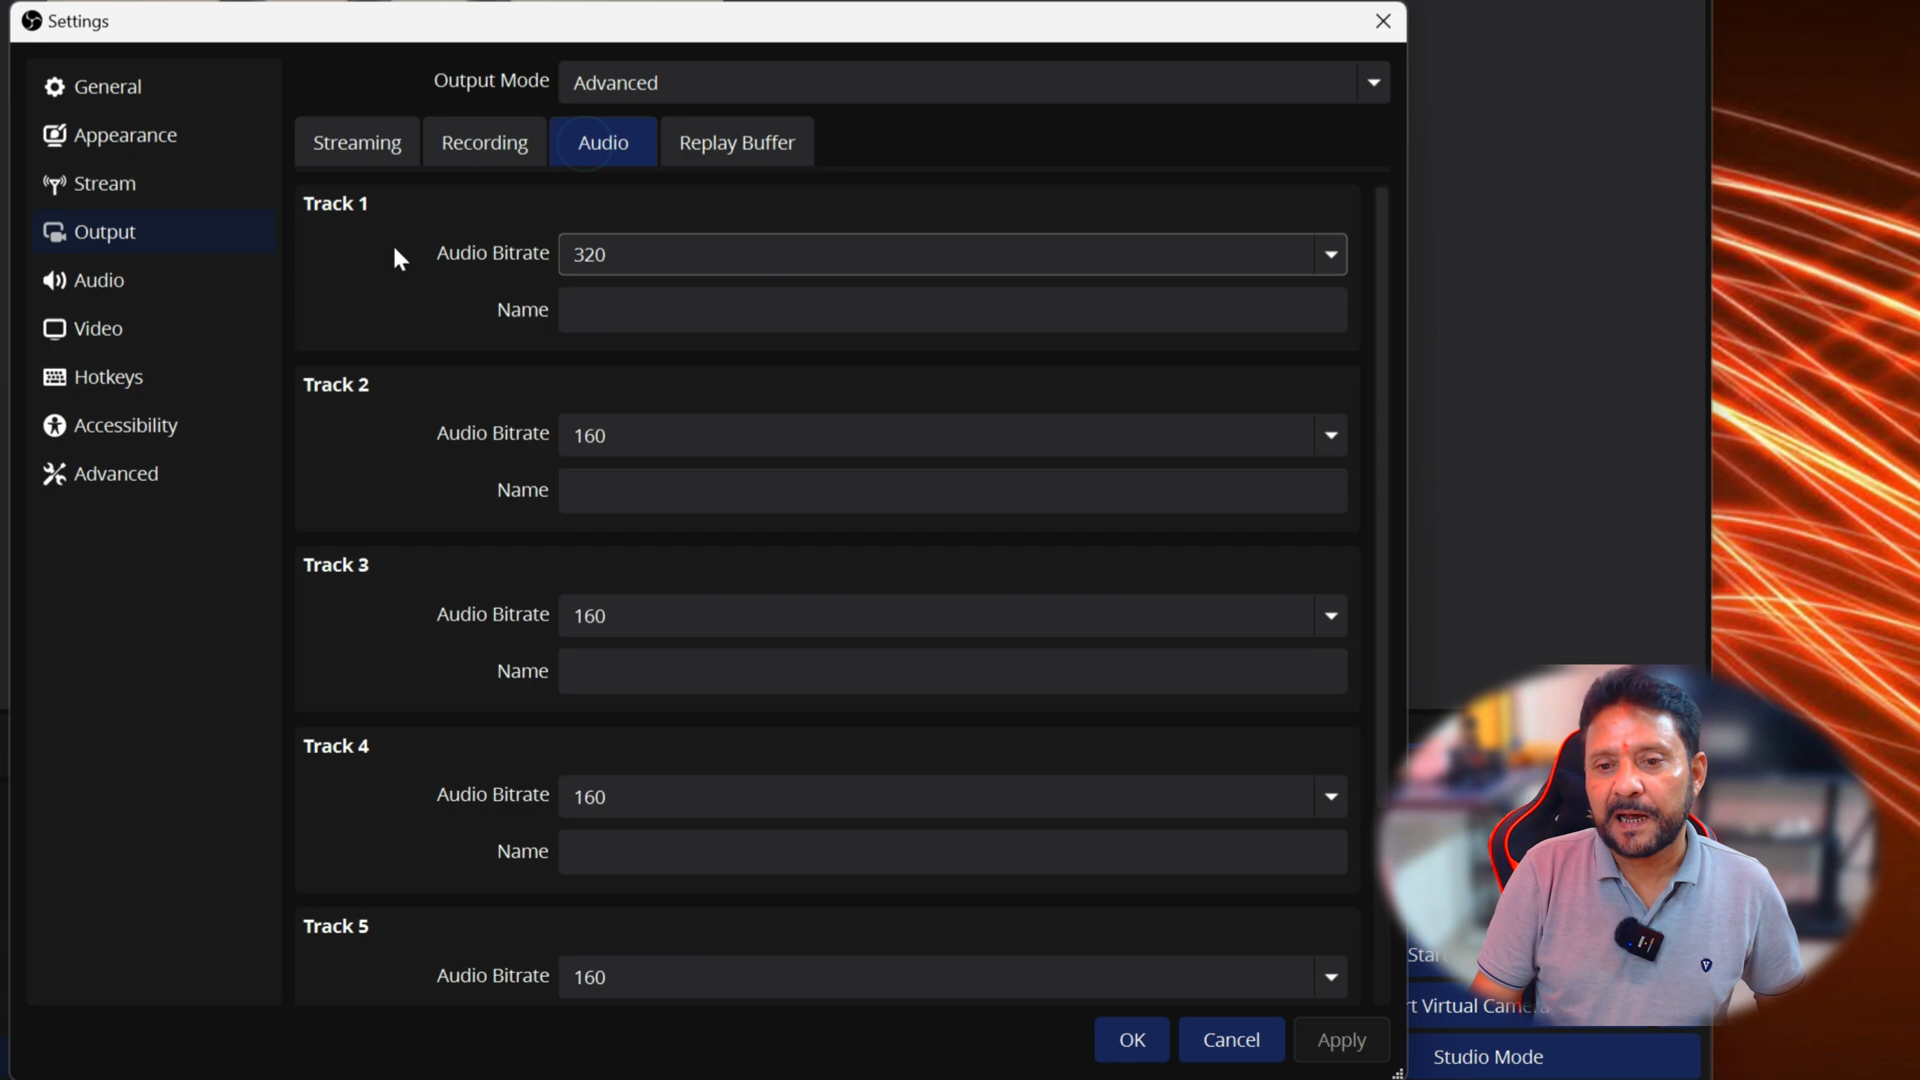 Settings
General
Appearance
Stream
Output
Audio
Video
Hotkeys
Accessibility
Advanced
Output Mode Advanced
Streaming Recording Audio Replay Buffer
Track 1
Audio Bitrate 320
Name
Track 2
Audio Bitrate 160
Name
Track 3
Audio Bitrate 160
Name
Track 4
Audio Bitrate 160
Name
Track 5
Audio Bitrate 160
OK Cancel Apply
Virtual
Studio Mode